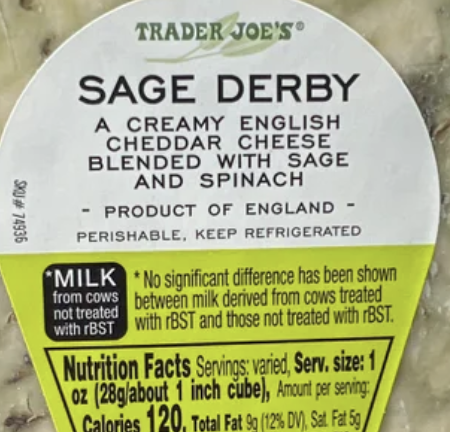 TRADER JOE'S®
SAGE DERBY
A CREAMY ENGLISH
CHEDDAR CHEESE
BLENDED WITH SAGE
AND SPINACH
- PRODUCT OF ENGLAND -
PERISHABLE, KEEP REFRIGERATED
SKU# 74936
*MILK
from cows
not treated
with rBST
* No significant difference has been shown
between milk derived from cows treated
with rBST and those not treated with rBST.
Nutrition Facts Servings: varied, Serv. size: 1
oz (28g/about 1 inch cube), Amount per serving:
Calories 120, Total Fat 9g (12% DV), Sat. Fat 5g